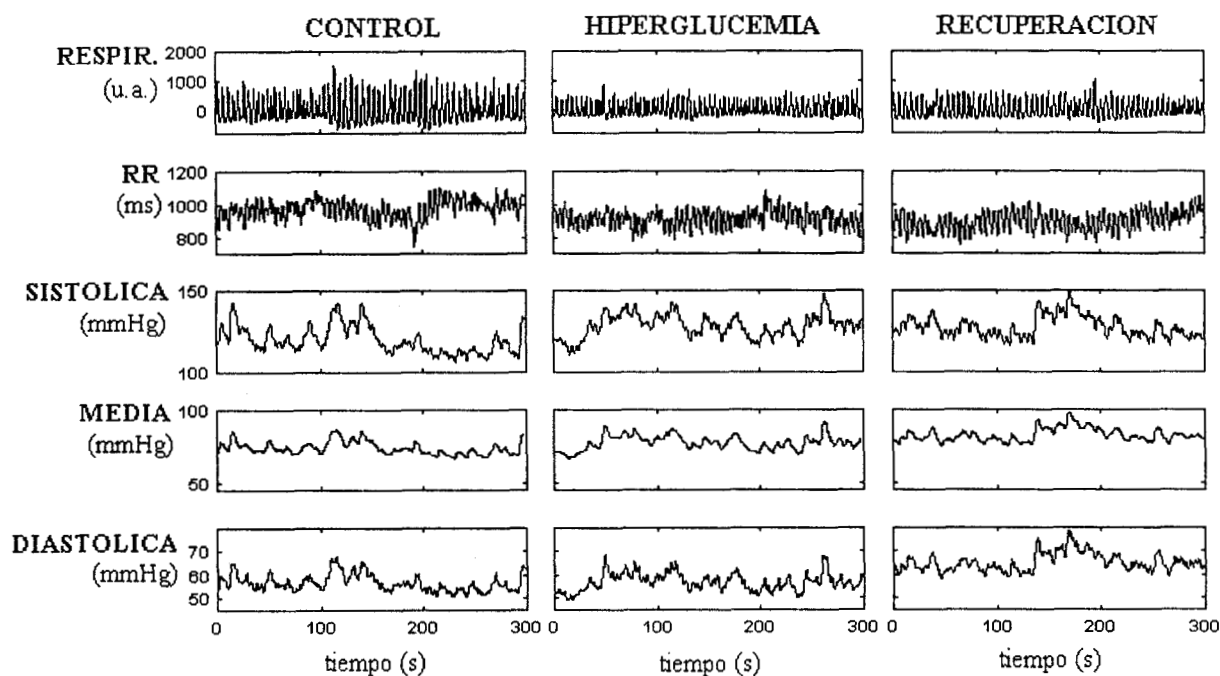 CONTROL HIPERGLUCEMIA RECUPERACION
RESPIR.
(u.a.)
2000
1000
0
RR
(ms)
1200
1000
800
SISTOLICA
(mmHg)
150
100
MEDIA
(mmHg)
100
50
DIASTOLICA
(mmHg)
70
60
50
0 100 200 300 0 100 200 300 0 100 200 300
tiempo (s) tiempo (s) tiempo (s)